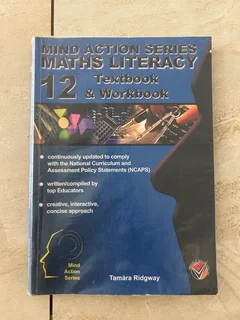 MIND ACTION SERIES
MATHS LITERACY
12 Textbook
& Workbook
continuously updated to comply
with the National Curriculum and
Assessment Policy Statements (NCAPS)
written/compiled by
top Educators
creative, interactive,
concise approach
Mind
Action
Series
Tamára Ridgway